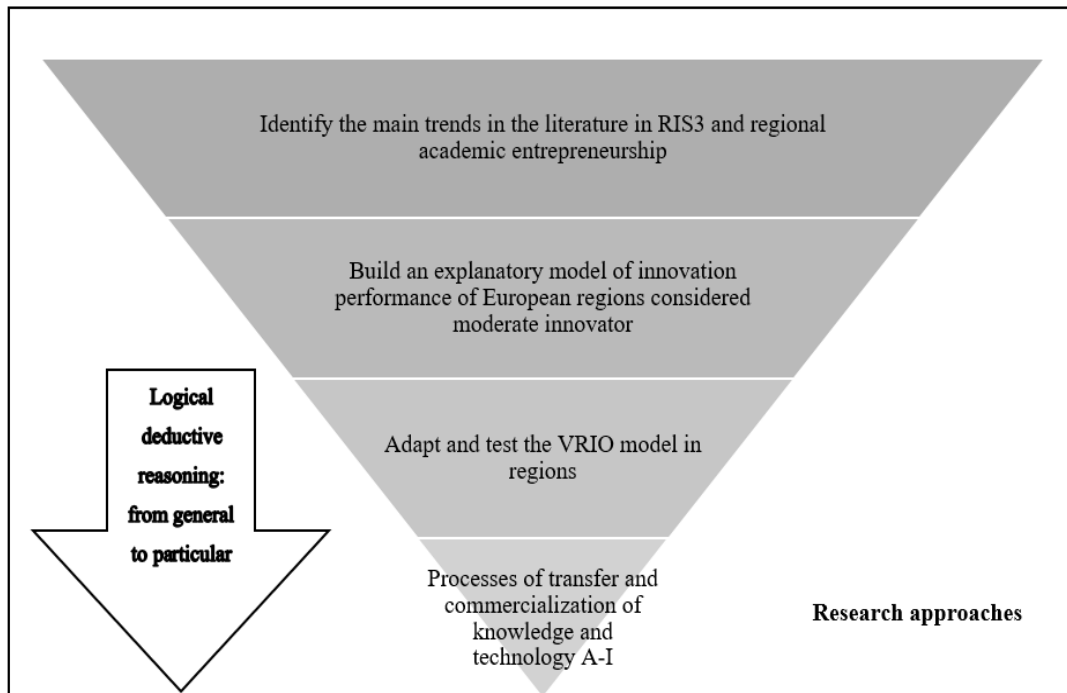 Identify the main trends in the literature in RIS3 and regional
academic entrepreneurship
Build an explanatory model of innovation
performance of European regions considered
moderate innovator
Adapt and test the VRIO model in
regions
Logical
deductive
reasoning:
from general
to particular
Processes of transfer and
commercialization of
knowledge and
technology A-I
Research approaches